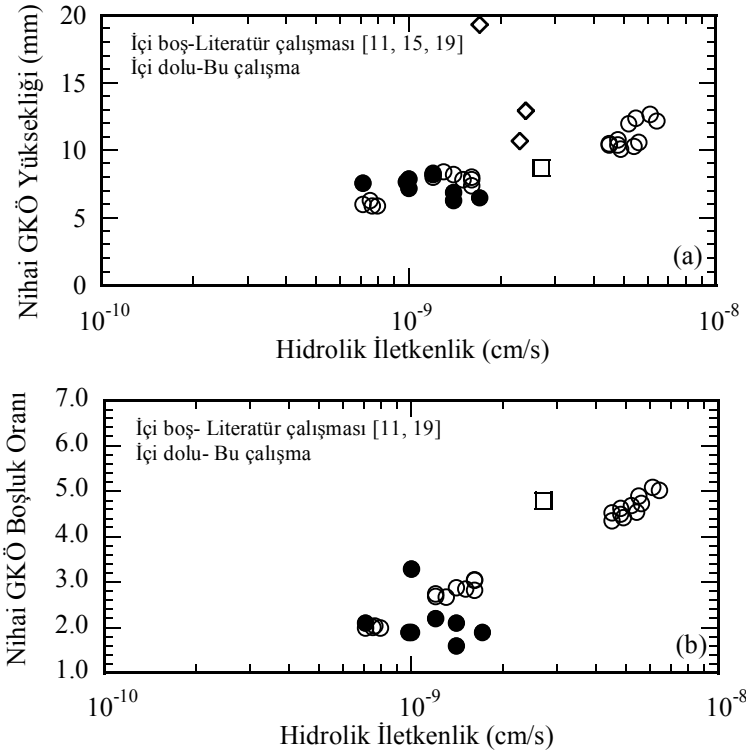 20
15
10
5
0
Nihai GKÖ Yüksekliği (mm)
İçi boş-Literatür çalışması [11, 15, 19]
İçi dolu-Bu çalışma
(a)
10-10
10-9
10-8
Hidrolik İletkenlik (cm/s)
7.0
6.0
5.0
4.0
3.0
2.0
1.0
Nihai GKÖ Boşluk Oranı
İçi boş- Literatür çalışması [11, 19]
İçi dolu- Bu çalışma
(b)
10-10
10-9
10-8
Hidrolik İletkenlik (cm/s)